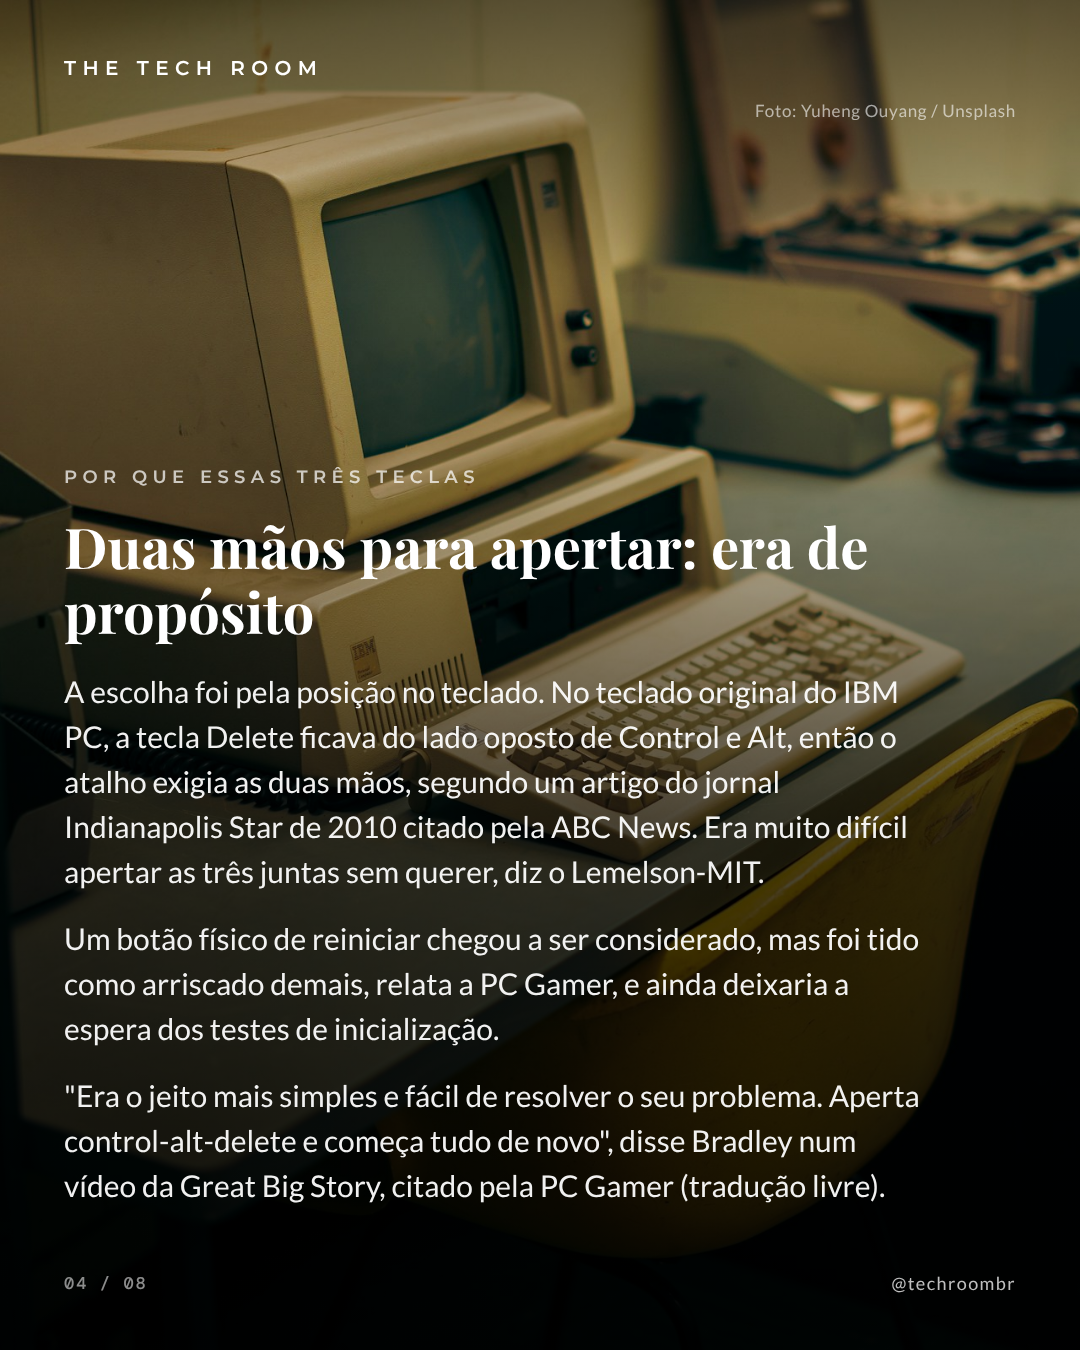 THE TECH ROOM
Foto: Yuheng Ouyang / Unsplash
POR QUE ESSAS TRÊS TECLAS
Duas mãos para apertar: era de
propósito
IBM
A escolha foi pela posição no teclado. No teclado original do IBM
PC, a tecla Delete ficava do lado oposto de Control e Alt, então o
atalho exigia as duas mãos, segundo um artigo do jornal
Indianapolis Star de 2010 citado pela ABC News. Era muito difícil
apertar as três juntas sem querer, diz o Lemelson-MIT.
Um botão físico de reiniciar chegou a ser considerado, mas foi tido
como arriscado demais, relata a PC Gamer, e ainda deixaria a
espera dos testes de inicialização.
"Era o jeito mais simples e fácil de resolver o seu problema. Aperta
control-alt-delete e começa tudo de novo", disse Bradley num
vídeo da Great Big Story, citado pela PC Gamer (tradução livre).
04 / 08
@techroombr